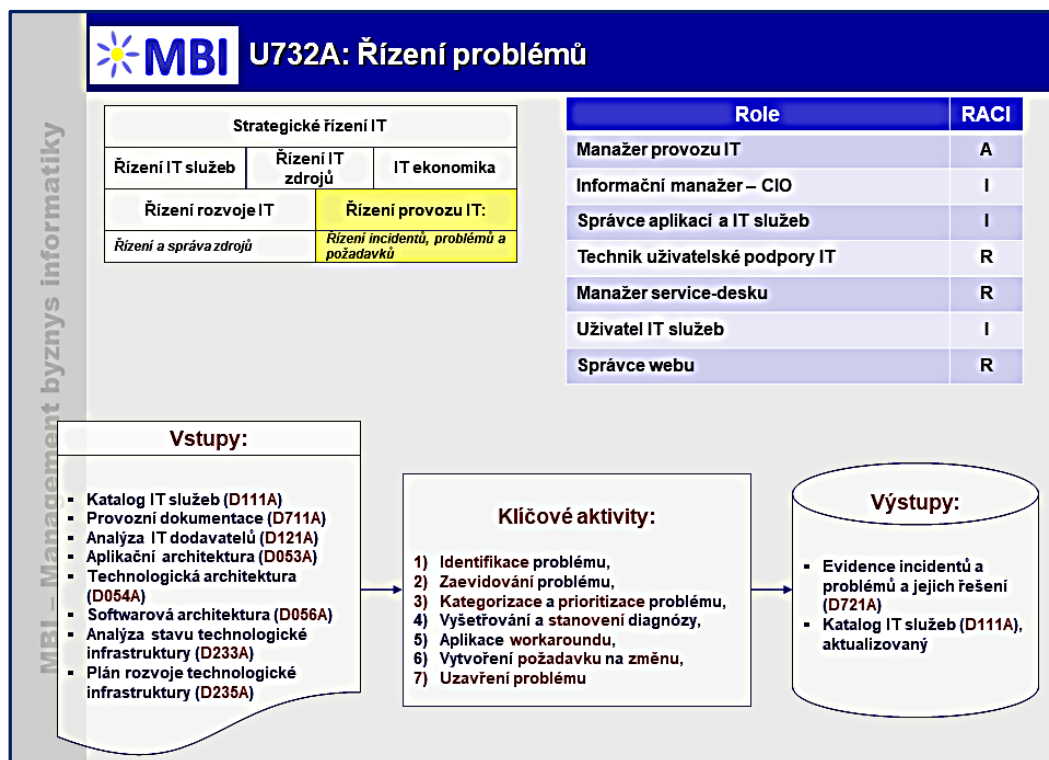 MBI
U732A: Řízení problémů
MBI – Management byznys informatiky
Strategické řízení IT
Řízení IT služeb
Řízení IT
zdrojů
IT ekonomika
Řízení rozvoje IT
Řízení provozu IT:
Řízení a správa zdrojů
Řízení incidentů, problémů a
požadavků
Role RACI
Manažer provozu IT A
Informační manažer – CIO I
Správce aplikací a IT služeb I
Technik uživatelské podpory IT R
Manažer service-desku R
Uživatel IT služeb I
Správce webu R
Vstupy:
▪ Katalog IT služeb (D111A)
▪ Provozní dokumentace (D711A)
▪ Analýza IT dodavatelů (D121A)
▪ Aplikační architektura (D053A)
▪ Technologická architektura
(D054A)
▪ Softwarová architektura (D056A)
▪ Analýza stavu technologické
infrastruktury (D233A)
▪ Plán rozvoje technologické
infrastruktury (D235A)
Klíčové aktivity:
1) Identifikace problému,
2) Zaevidování problému,
3) Kategorizace a prioritizace problému,
4) Vyšetřování a stanovení diagnózy,
5) Aplikace workaroundu,
6) Vytvoření požadavku na změnu,
7) Uzavření problému
Výstupy:
▪ Evidence incidentů a
problémů a jejich řešení
(D721A)
▪ Katalog IT služeb (D111A),
aktualizovaný